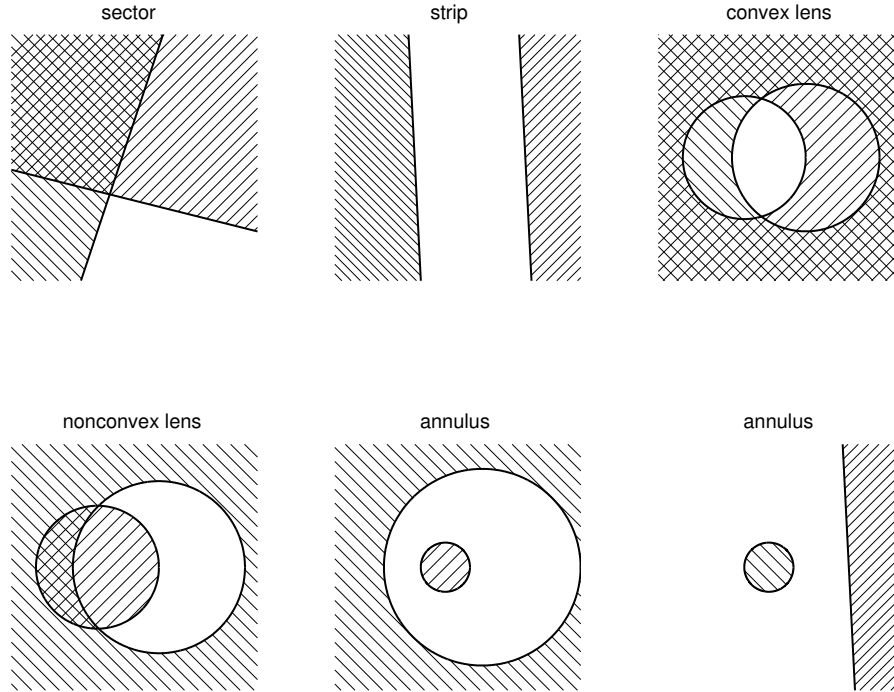 sector
strip
convex lens
nonconvex lens
annulus
annulus